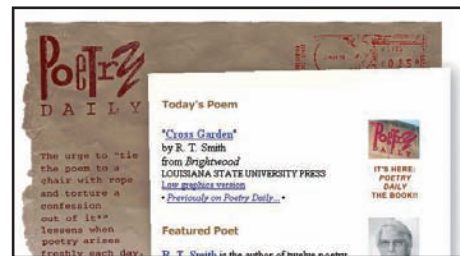 PoeTry
DAILY
The urge to "tie
the poem to a
chair with rope
and torture a
confession
out of it**
lessens when
poetry arises
freshly each day.
Today's Poem
"Cross Garden"
by R. T. Smith
from Brightwood
LOUISIANA STATE UNIVERSITY PRESS
Low graphics version
• Previously on Poetry Daily... •
Featured Poet
R. T. Smith is the author of twelve poetry
PoeTry
DAILY
IT'S HERE:
POETRY
DAILY
THE BOOK!!